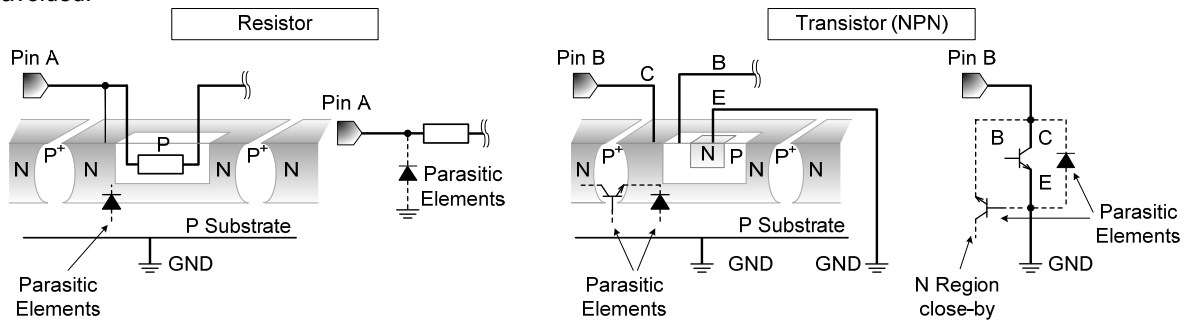 Resistor
Transistor (NPN)
Pin A
Pin B
B
C
E
Pin B
Pin A
N
P+
N
P
P+
N
N
P+
N
N
P
P+
N
B
C
E
Parasitic
Elements
P Substrate
GND
Parasitic
Elements
P Substrate
GND
GND
Parasitic
Elements
Parasitic
Elements
N Region
close-by
GND